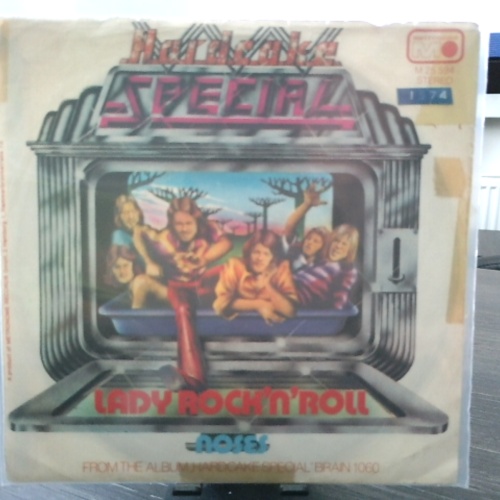 Hardcake
SPECIAL
1974
LADY ROCK'N'ROLL
NOSES
FROM THE ALBUM 'HARDCAKE SPECIAL' BRAIN 1060